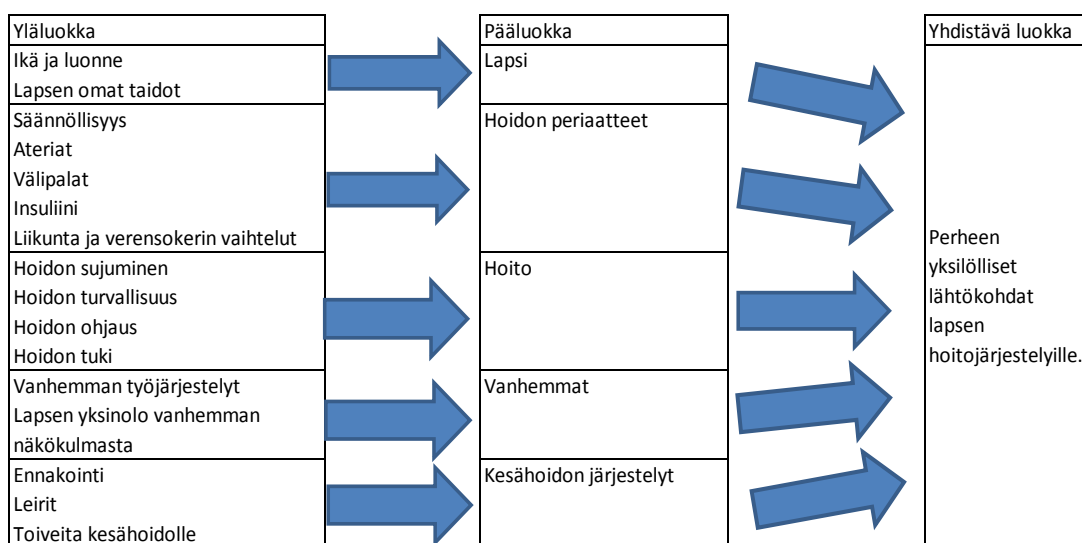 Yläluokka
Ikä ja luonne
Lapsen omat taidot
Säännöllisyys
Ateriat
Välipalat
Insuliini
Liikunta ja verensokerin vaihtelut
Hoidon sujuminen
Hoidon turvallisuus
Hoidon ohjaus
Hoidon tuki
Vanhemman työjärjestelyt
Lapsen yksinolo vanhemman
näkökulmasta
Ennakointi
Leirit
Toiveita kesähoidolle
Pääluokka
Lapsi
Hoidon periaatteet
Hoito
Vanhemmat
Kesähoidon järjestelyt
Yhdistävä luokka
Perheen
yksilölliset
lähtökohdat
lapsen
hoitojärjestelyille.